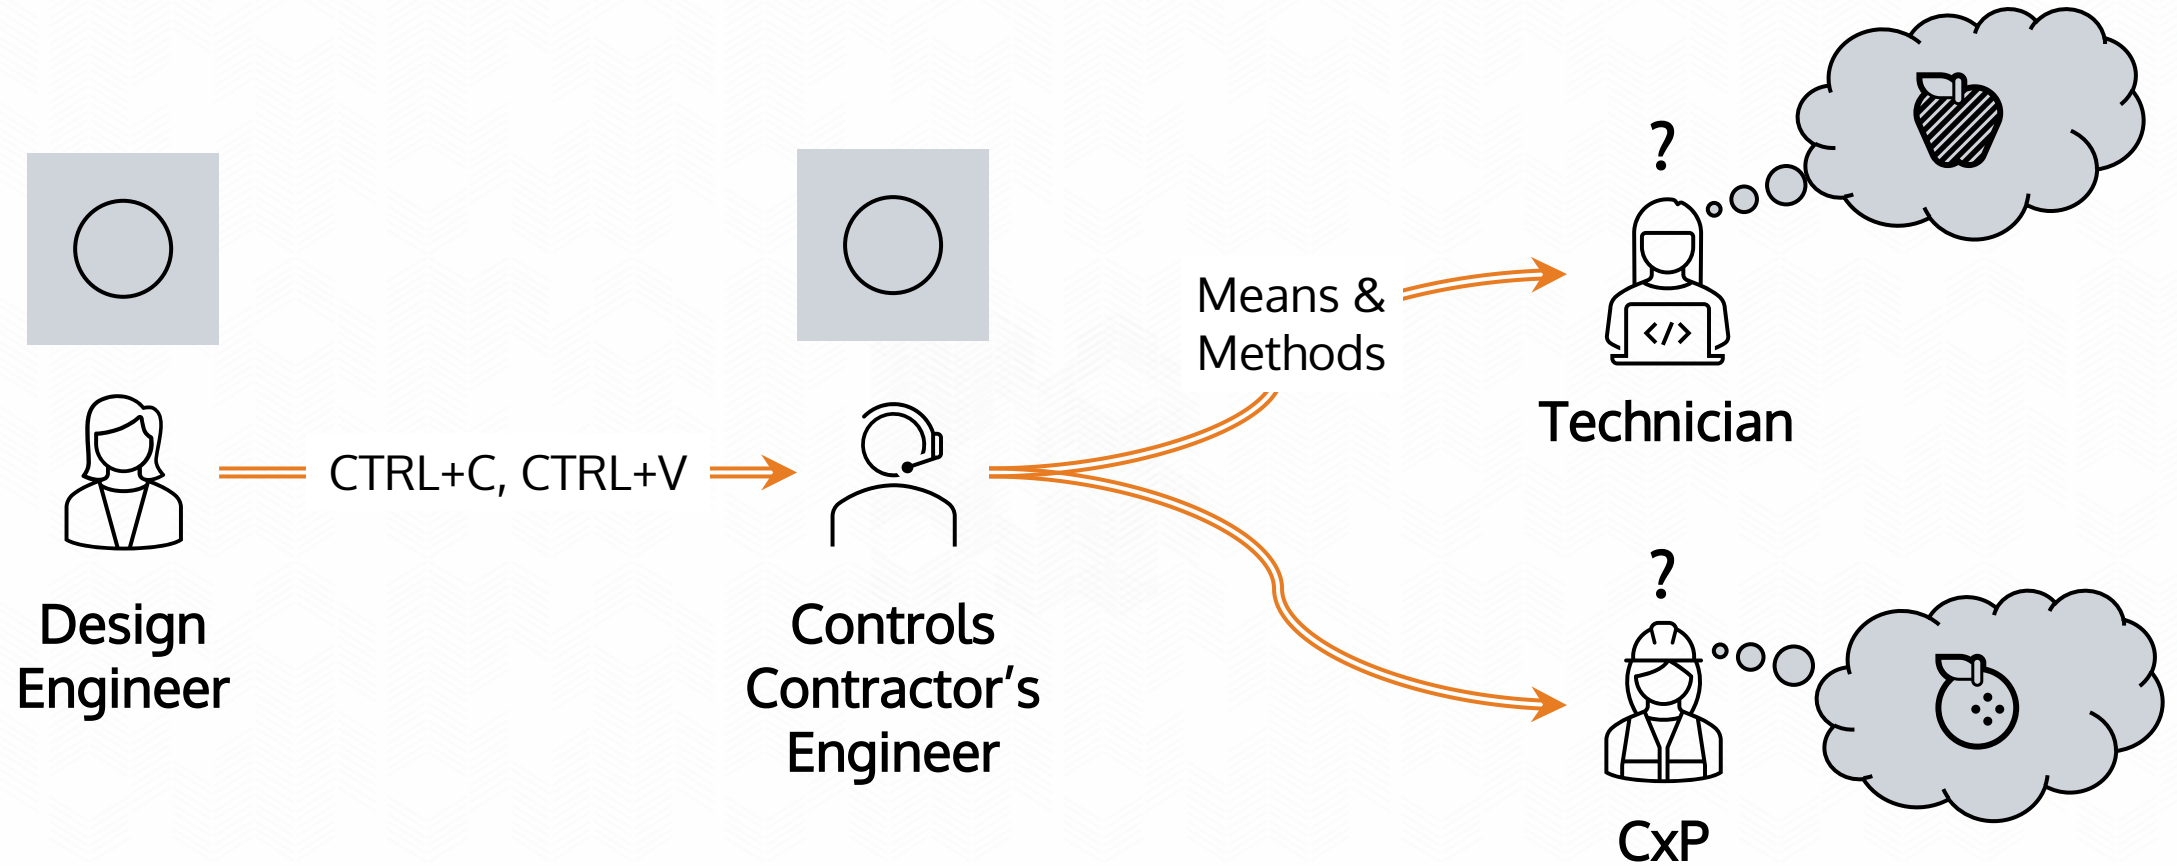 Design
Engineer
CTRL+C, CTRL+V
Controls
Contractor’s
Engineer
Means &
Methods
?
</>
Technician
?
CxP